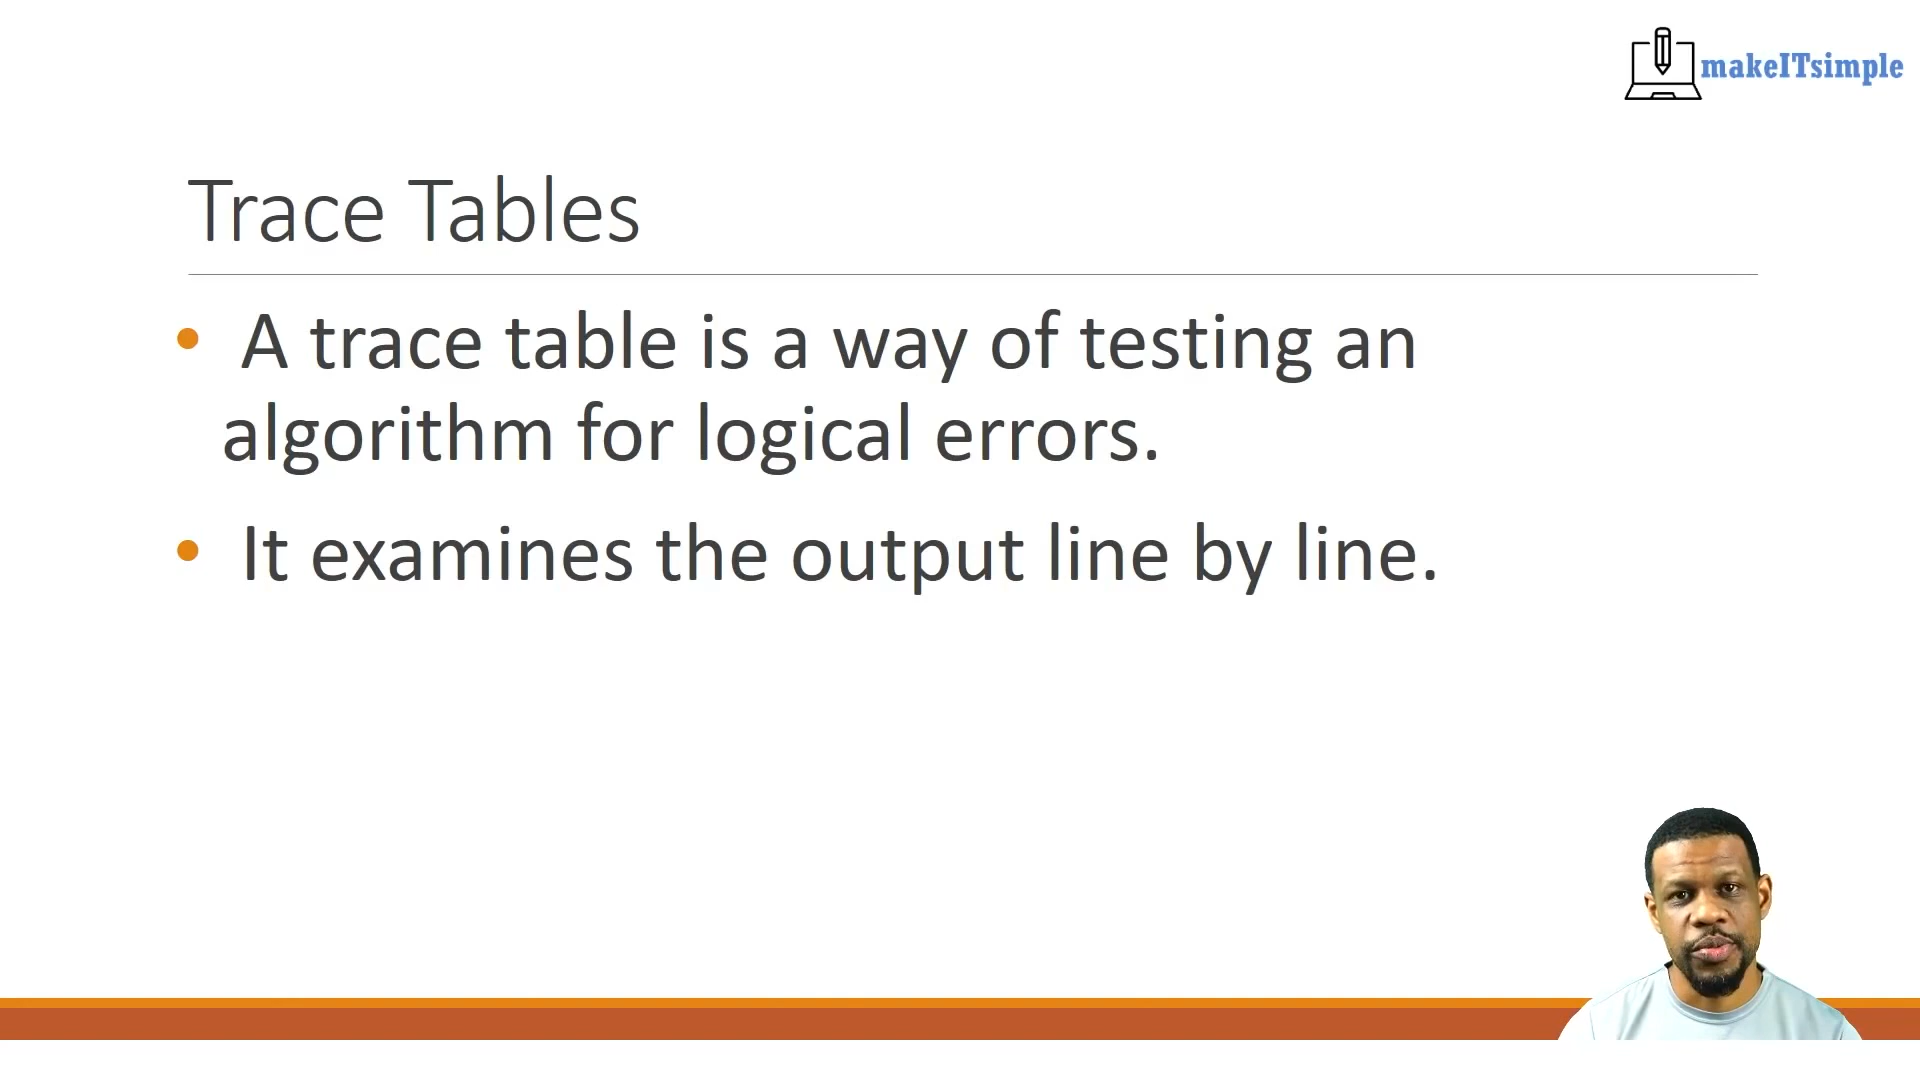 makeITsimple
Trace Tables
• A trace table is a way of testing an
algorithm for logical errors.
• It examines the output line by line.